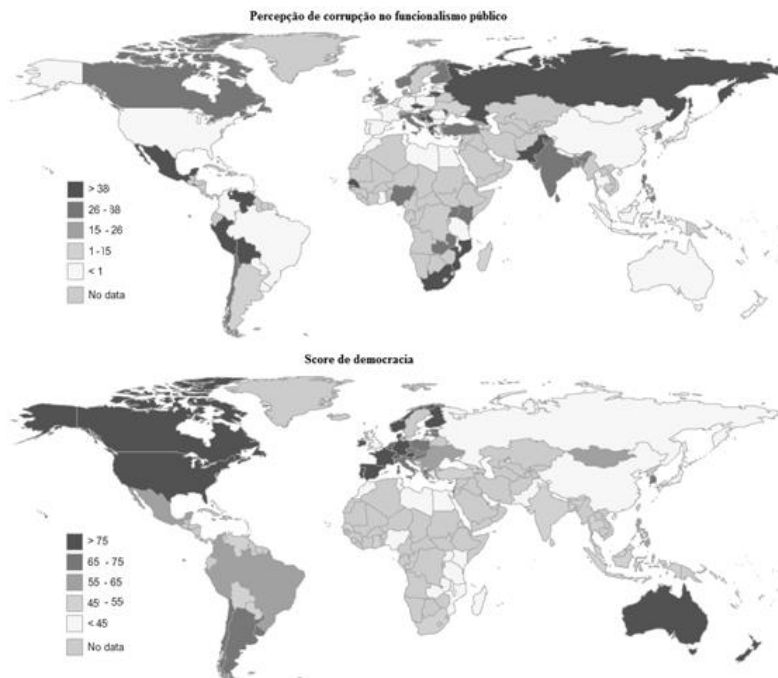 Percepção de corrupção no funcionalismo público
> 38
26 - 38
15 - 26
1 - 15
< 1
No data
Score de democracia
> 75
65 - 75
55 - 65
45 - 55
< 45
No data